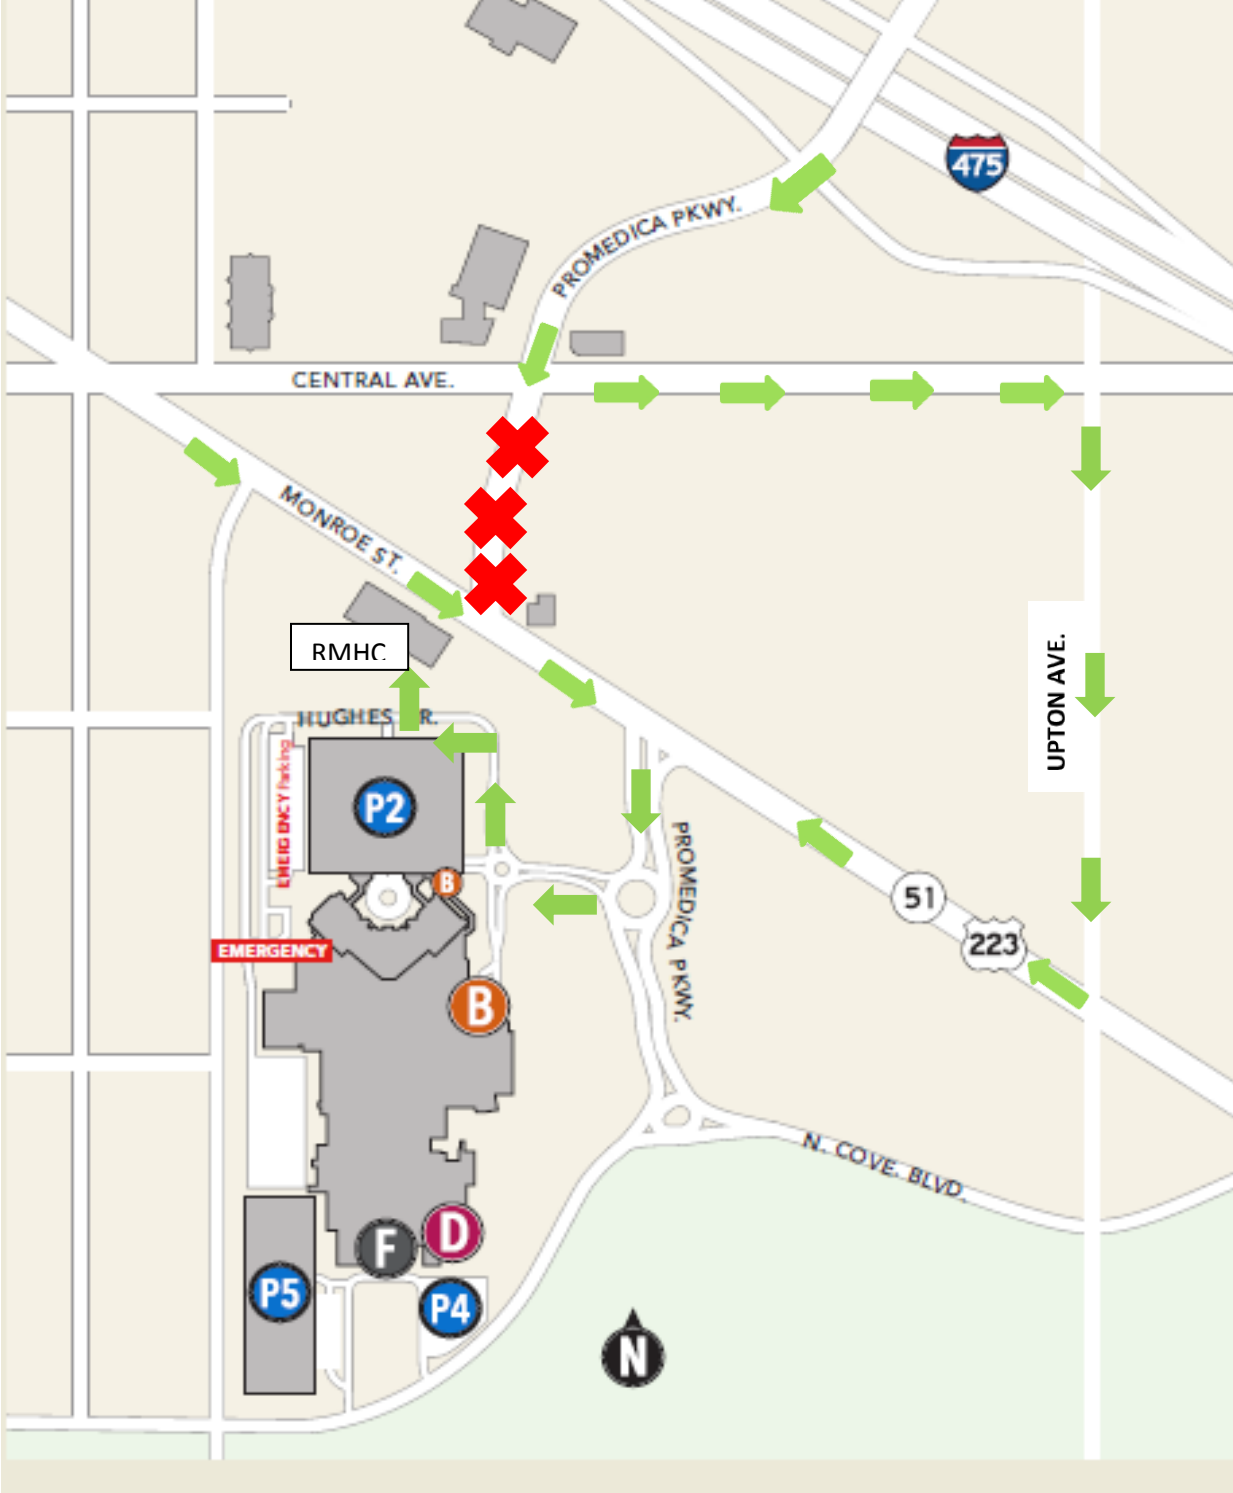 475
PROMEDICA PKWY.
CENTRAL AVE.
MONROE ST.
RMHC
UPTON AVE.
HUGHES R.
EMERGENCY Parking
P2
B
PROMEDICA PKWY.
51
223
EMERGENCY
B
N. COVE. BLVD.
D
F
P5
P4
N